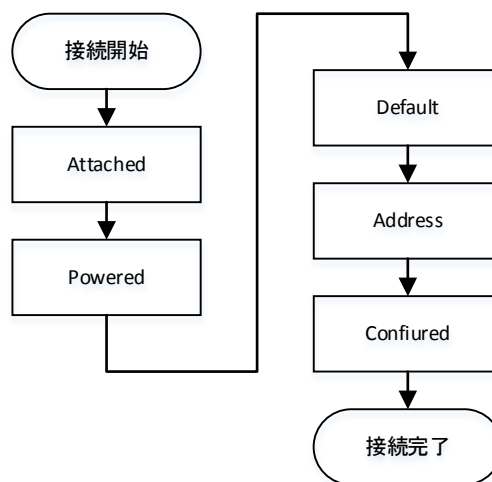 接続開始
Attached
Powered
Default
Address
Confiured
接続完了